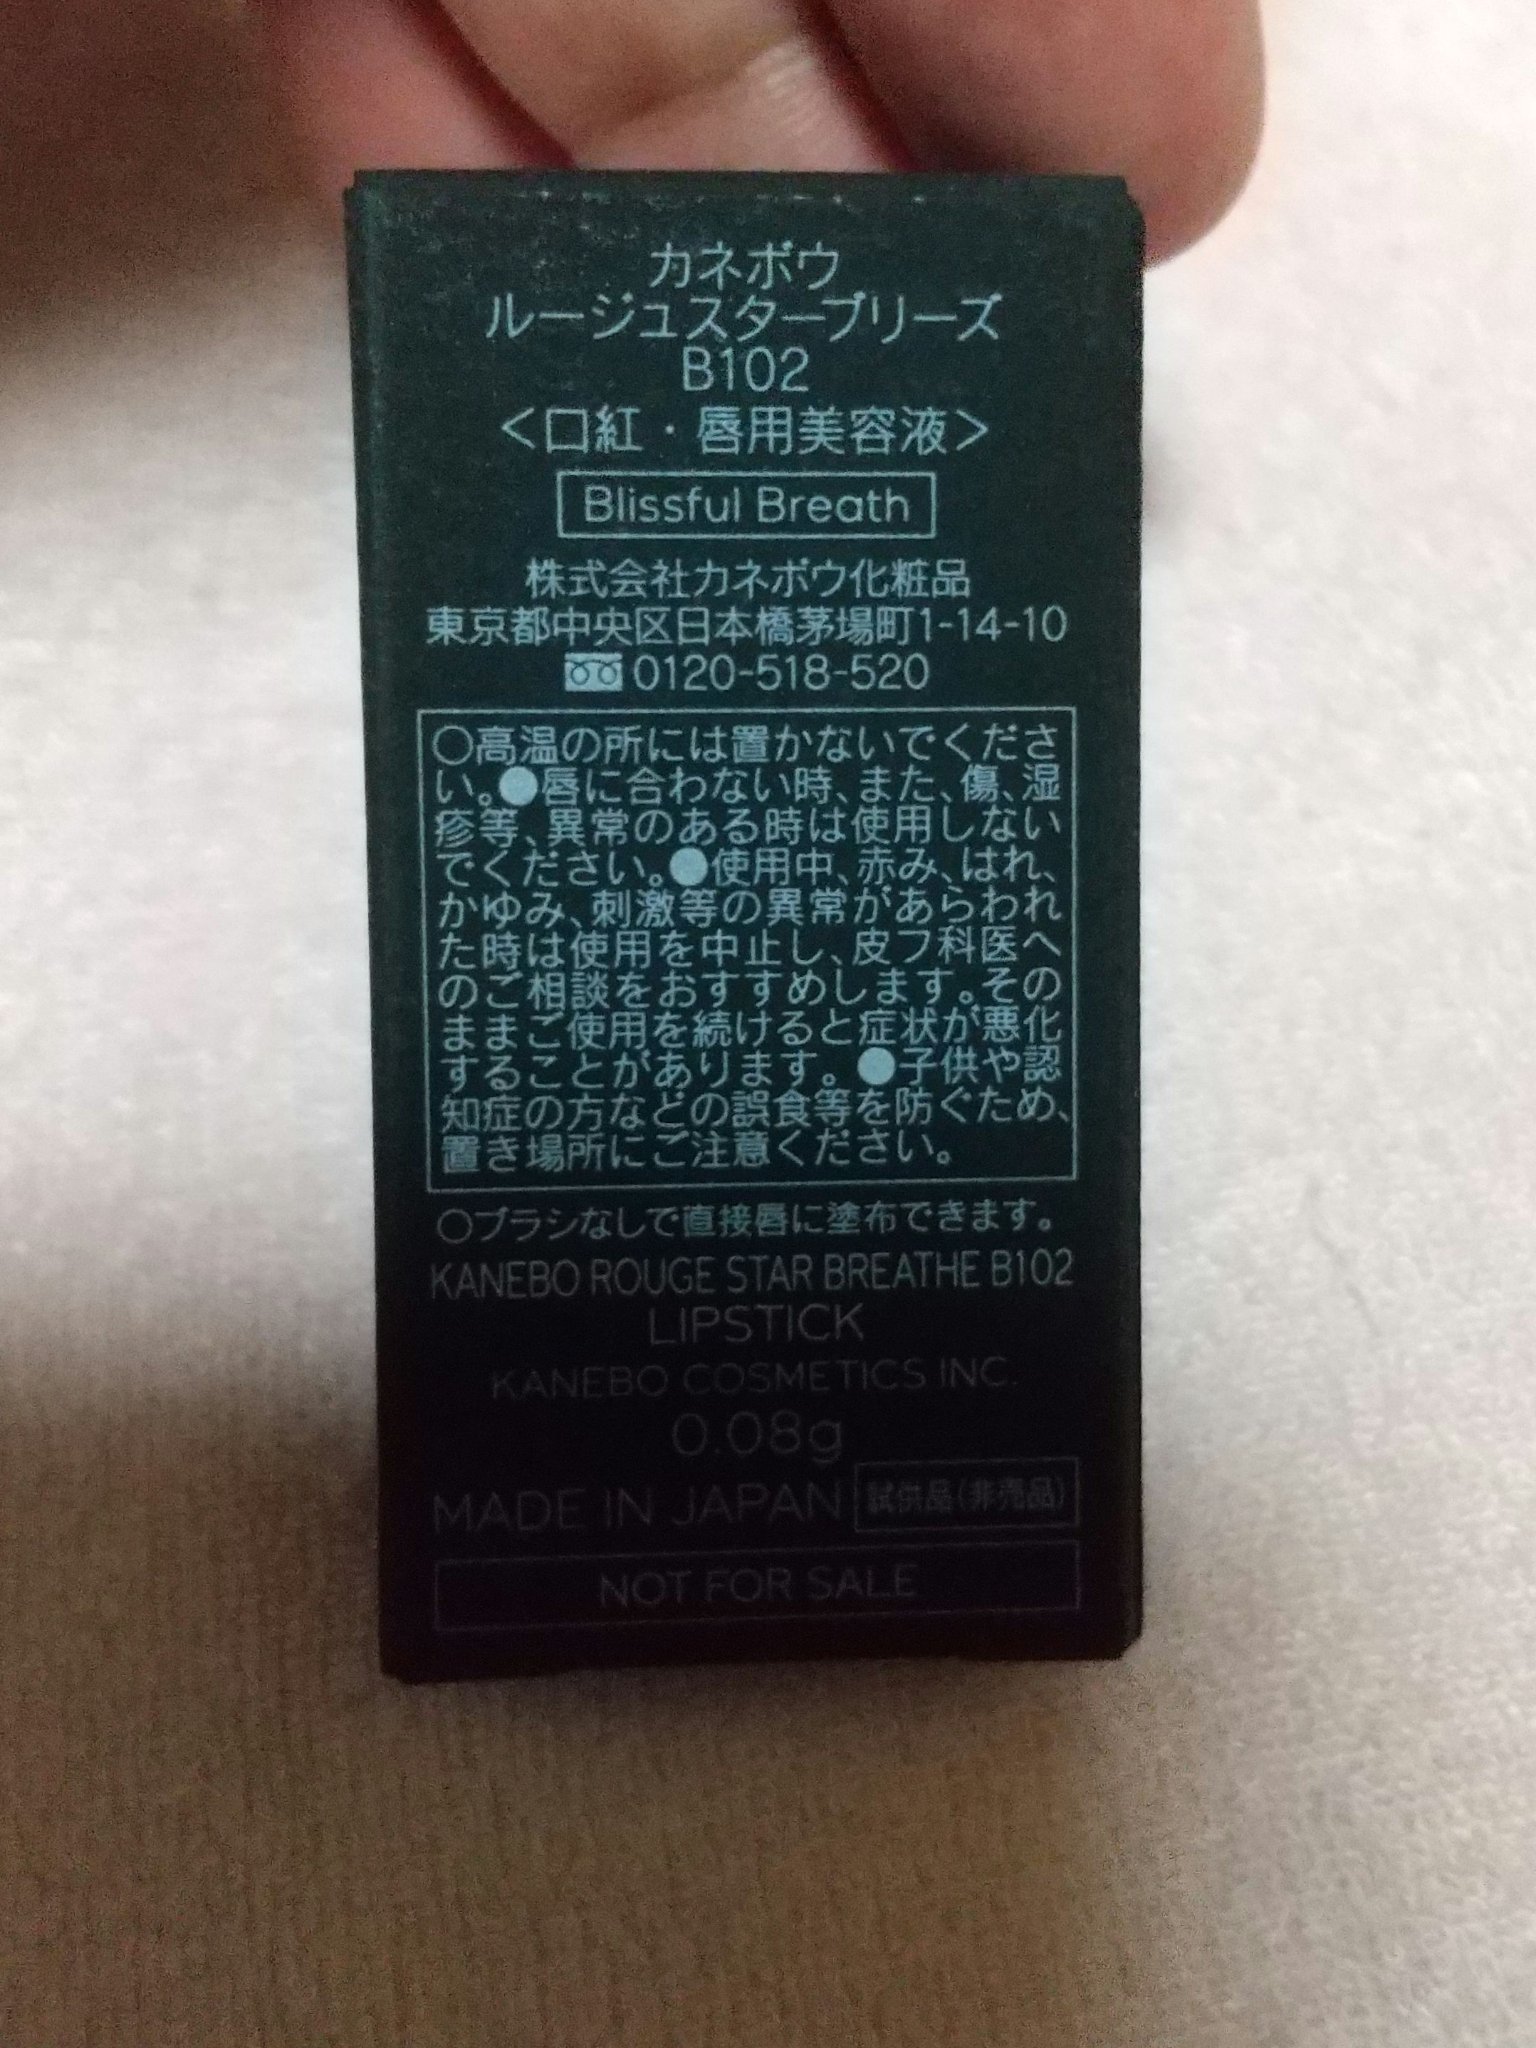 カネボウ
ルージュスターブリーズ
B102
<口紅・唇用美容液>
Blissful Breath
株式会社カネボウ化粧品
東京都中央区日本橋茅場町1-14-10
0120-518-520
○高温の所には置かないでくださ
い。●唇に合わない時、また、傷、湿
疹等、異常のある時は使用しない
でください。●使用中、赤み、はれ、
かゆみ、刺激等の異常があらわれ
た時は使用を中止し、皮フ科医へ
のご相談をおすすめします。その
ままご使用を続けると症状が悪化
することがあります。●子供や認
知症の方などの誤食等を防ぐため、
置き場所にご注意ください。
○ブラシなしで直接唇に塗布できます。
KANEBO ROUGE STAR BREATHE B102
LIPSTICK
KANEBO COSMETICS INC.
0.08g
MADE IN JAPAN 試供品(非売品)
NOT FOR SALE